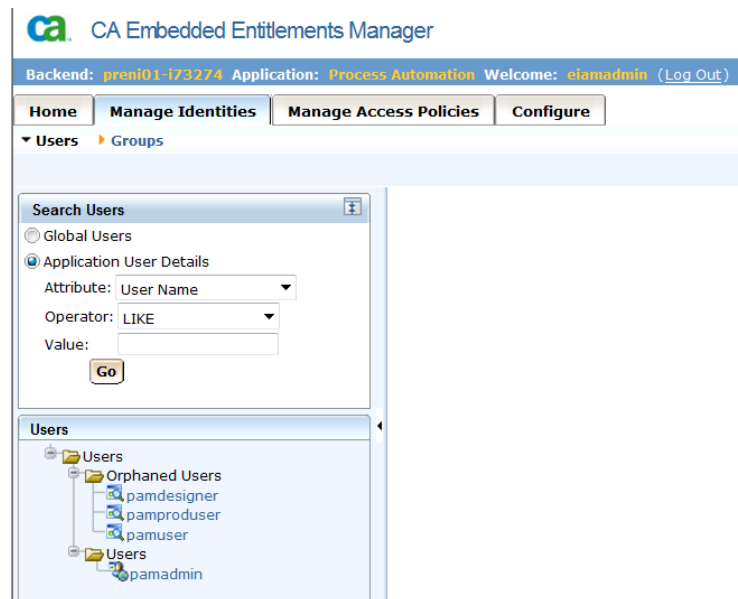 ca CA Embedded Entitlements Manager
Backend: preni01-i73274 Application: Process Automation Welcome: eiamadmin (Log Out)
Home Manage Identities Manage Access Policies Configure
Users Groups
Search Users
Global Users
Application User Details
Attribute: User Name
Operator: LIKE
Value:
Go
Users
Users
Orphaned Users
pamdesigner
pamproduser
pamuser
Users
pamadmin